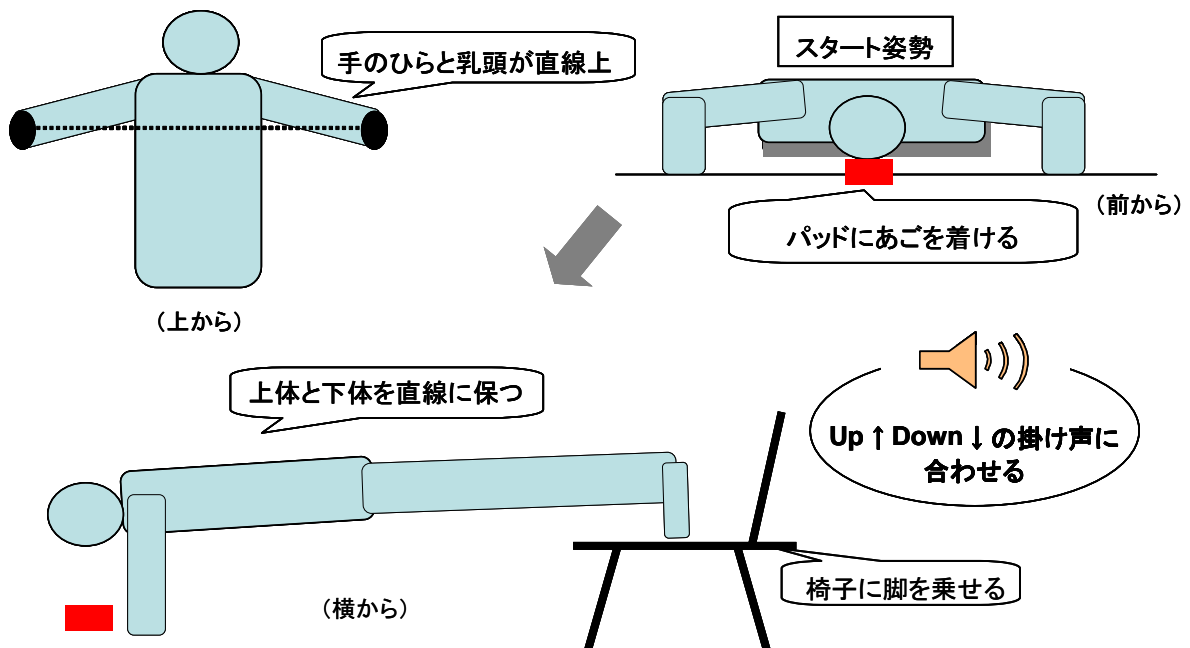 手のひらと乳頭が直線上
スタート姿勢
(前から)
パッドにあごを着ける
(上から)
上体と下体を直線に保つ
Up↑Down↓の掛け声に
合わせる
椅子に脚を乗せる
(横から)